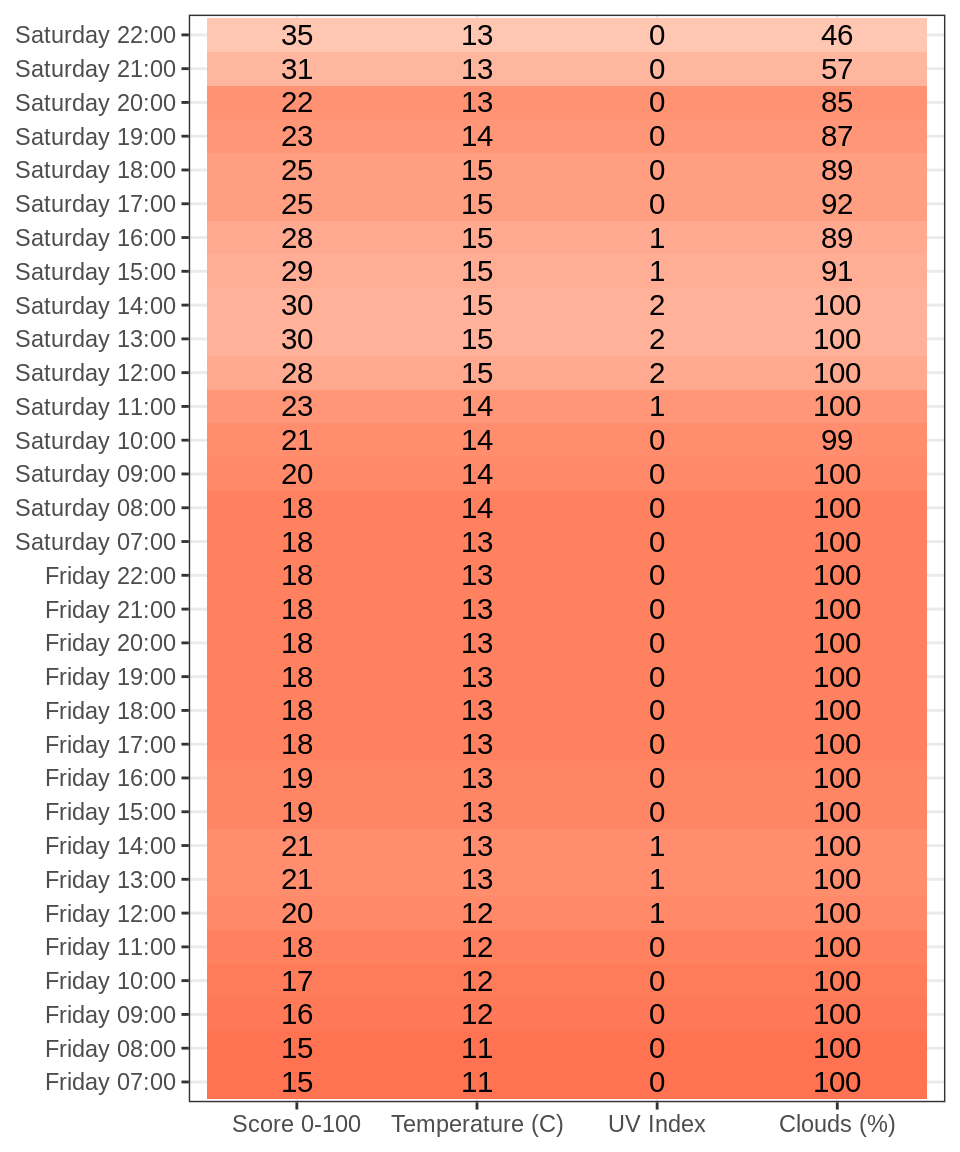 Saturday 22:00 35 13 0 46
Saturday 21:00 31 13 0 57
Saturday 20:00 22 13 0 85
Saturday 19:00 23 14 0 87
Saturday 18:00 25 15 0 89
Saturday 17:00 25 15 0 92
Saturday 16:00 28 15 1 89
Saturday 15:00 29 15 1 91
Saturday 14:00 30 15 2 100
Saturday 13:00 30 15 2 100
Saturday 12:00 28 15 2 100
Saturday 11:00 23 14 1 100
Saturday 10:00 21 14 0 99
Saturday 09:00 20 14 0 100
Saturday 08:00 18 14 0 100
Saturday 07:00 18 13 0 100
Friday 22:00 18 13 0 100
Friday 21:00 18 13 0 100
Friday 20:00 18 13 0 100
Friday 19:00 18 13 0 100
Friday 18:00 18 13 0 100
Friday 17:00 18 13 0 100
Friday 16:00 19 13 0 100
Friday 15:00 19 13 0 100
Friday 14:00 21 13 1 100
Friday 13:00 21 13 1 100
Friday 12:00 20 12 1 100
Friday 11:00 18 12 0 100
Friday 10:00 17 12 0 100
Friday 09:00 16 12 0 100
Friday 08:00 15 11 0 100
Friday 07:00 15 11 0 100
Score 0-100 Temperature (C) UV Index Clouds (%)